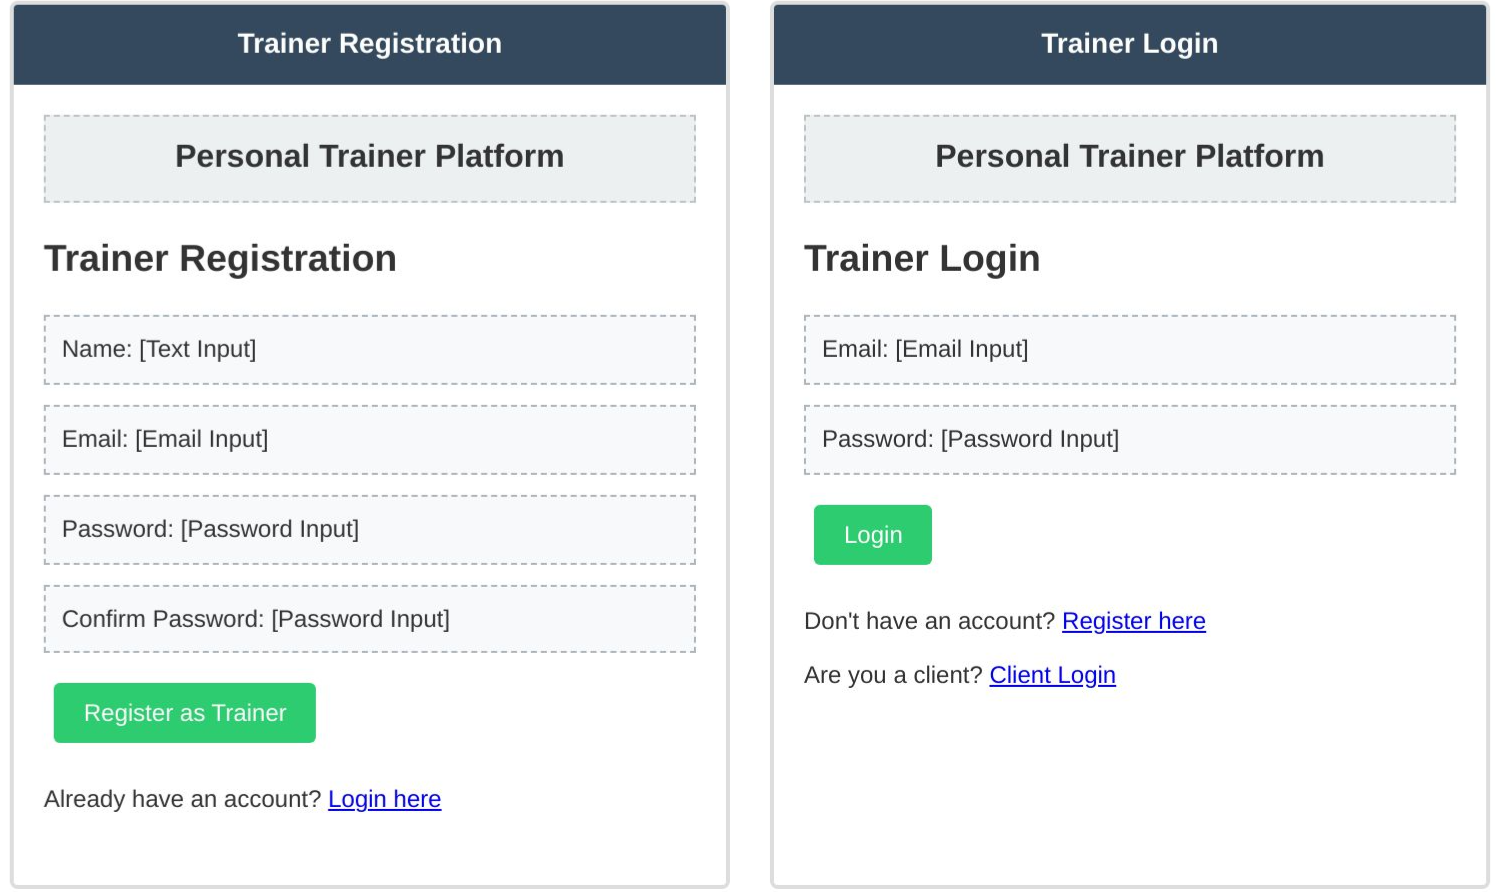 Trainer Registration
Personal Trainer Platform
Trainer Registration
Name: [Text Input]
Email: [Email Input]
Password: [Password Input]
Confirm Password: [Password Input]
Register as Trainer
Already have an account? Login here
Trainer Login
Personal Trainer Platform
Trainer Login
Email: [Email Input]
Password: [Password Input]
Login
Don't have an account? Register here
Are you a client? Client Login